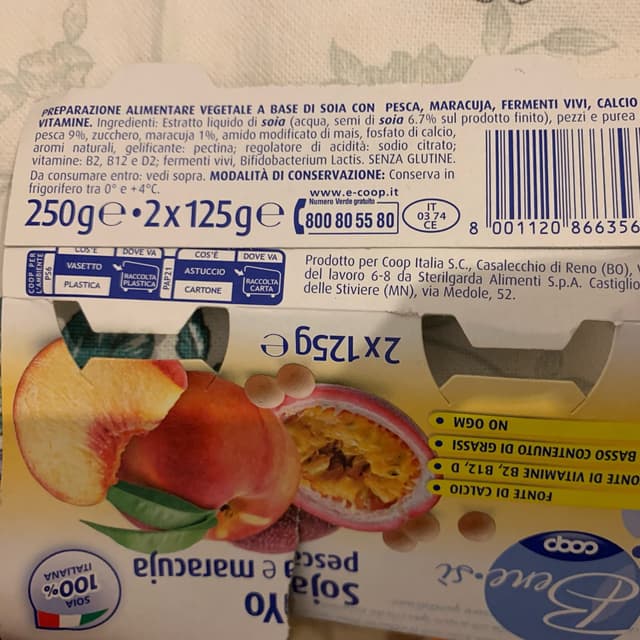 PREPARAZIONE ALIMENTARE VEGETALE A BASE DI SOIA CON PESCA, MARACUJA, FERMENTI VIVI, CALCIO
VITAMINE. Ingredienti: Estratto liquido di soia (acqua, semi di soia 6.7% sul prodotto finito), pezzi e purea
pesca 9%, zucchero, maracuja 1%, amido modificato di mais, fosfato di calcio,
aromi naturali, gelificante: pectina; regolatore di acidità: sodio citrato;
vitamine: B2, B12 e D2; fermenti vivi, Bifidobacterium Lactis. SENZA GLUTINE.
Da consumare entro: vedi sopra. MODALITÀ DI CONSERVAZIONE: Conserva in
frigorifero tra 0° e +4°C.
www.e-coop.it
Numero Verde gratuito
800 80 55 80
IT
03 74
CE
250g℮•2x125g℮
8 001120 866356
COOP PER
L'AMBIENTE
PS6
COS'È
DOVE VA
VASETTO
PLASTICA
RACCOLTA
PLASTICA
PAP21
COS'È
DOVE VA
ASTUCCIO
CARTONE
RACCOLTA
CARTA
Prodotto per Coop Italia S.C., Casalecchio di Reno (BO),
del lavoro 6-8 da Sterilgarda Alimenti S.p.A. Castiglio
delle Stiviere (MN), via Medole, 52.
2x125g℮
NO OGM
BASSO CONTENUTO DI GRASSI
ONTE DI VITAMINE B2, B12, D
FONTE DI CALCIO
coop
Bene.sì
pesca e maracuja
Yo Soja
SOIA
100%
ITALIANA